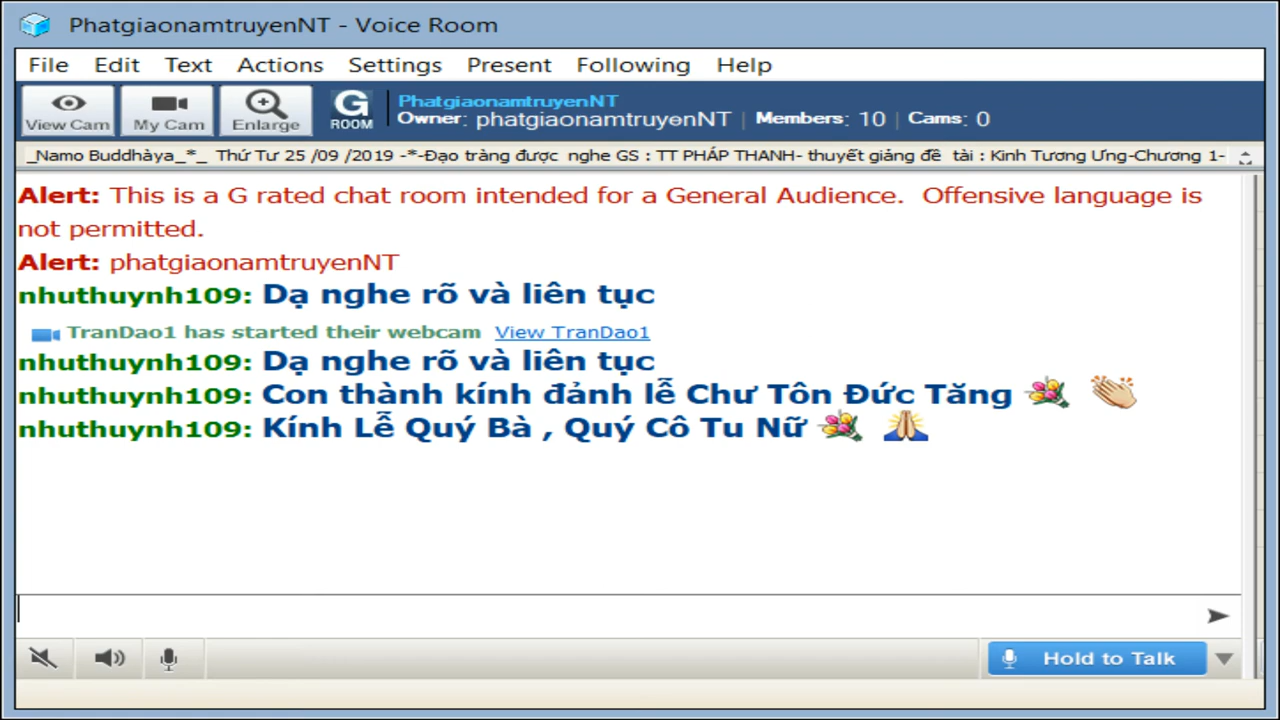 PhatgiaonamtruyenNT - Voice Room
File Edit Text Actions Settings Present Following Help
View Cam My Cam Enlarge G ROOM
PhatgiaonamtruyenNT
Owner: phatgiaonamtruyenNT | Members: 10 | Cams: 0
_Namo Buddhàya_*_ Thứ Tư 25 /09 /2019 -*-Đạo tràng được nghe GS : TT PHÁP THANH- thuyết giảng đề tài : Kinh Tương Ưng-Chương 1-
Alert: This is a G rated chat room intended for a General Audience. Offensive language is
not permitted.
Alert: phatgiaonamtruyenNT
nhuthuynh109: Dạ nghe rõ và liên tục
TranDao1 has started their webcam View TranDao1
nhuthuynh109: Dạ nghe rõ và liên tục
nhuthuynh109: Con thành kính đảnh lễ Chư Tôn Đức Tăng
nhuthuynh109: Kính Lễ Quý Bà , Quý Cô Tu Nữ
Hold to Talk